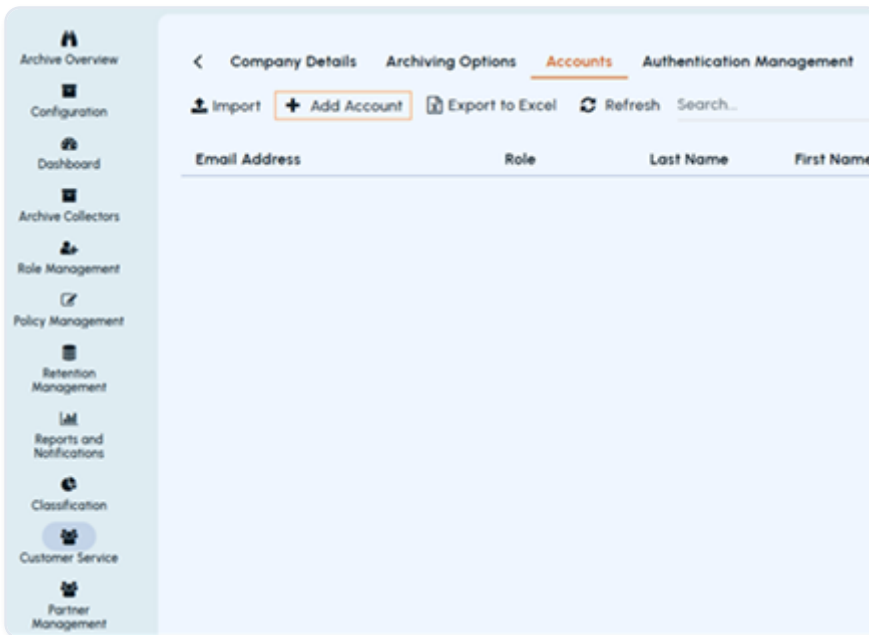 Archive Overview
Configuration
Dashboard
Archive Collectors
Role Management
Policy Management
Retention
Management
Reports and
Notifications
Classification
Customer Service
Partner
Management
Company Details Archiving Options Accounts Authentication Management
Import Add Account Export to Excel Refresh Search...
Email Address Role Last Name First Name